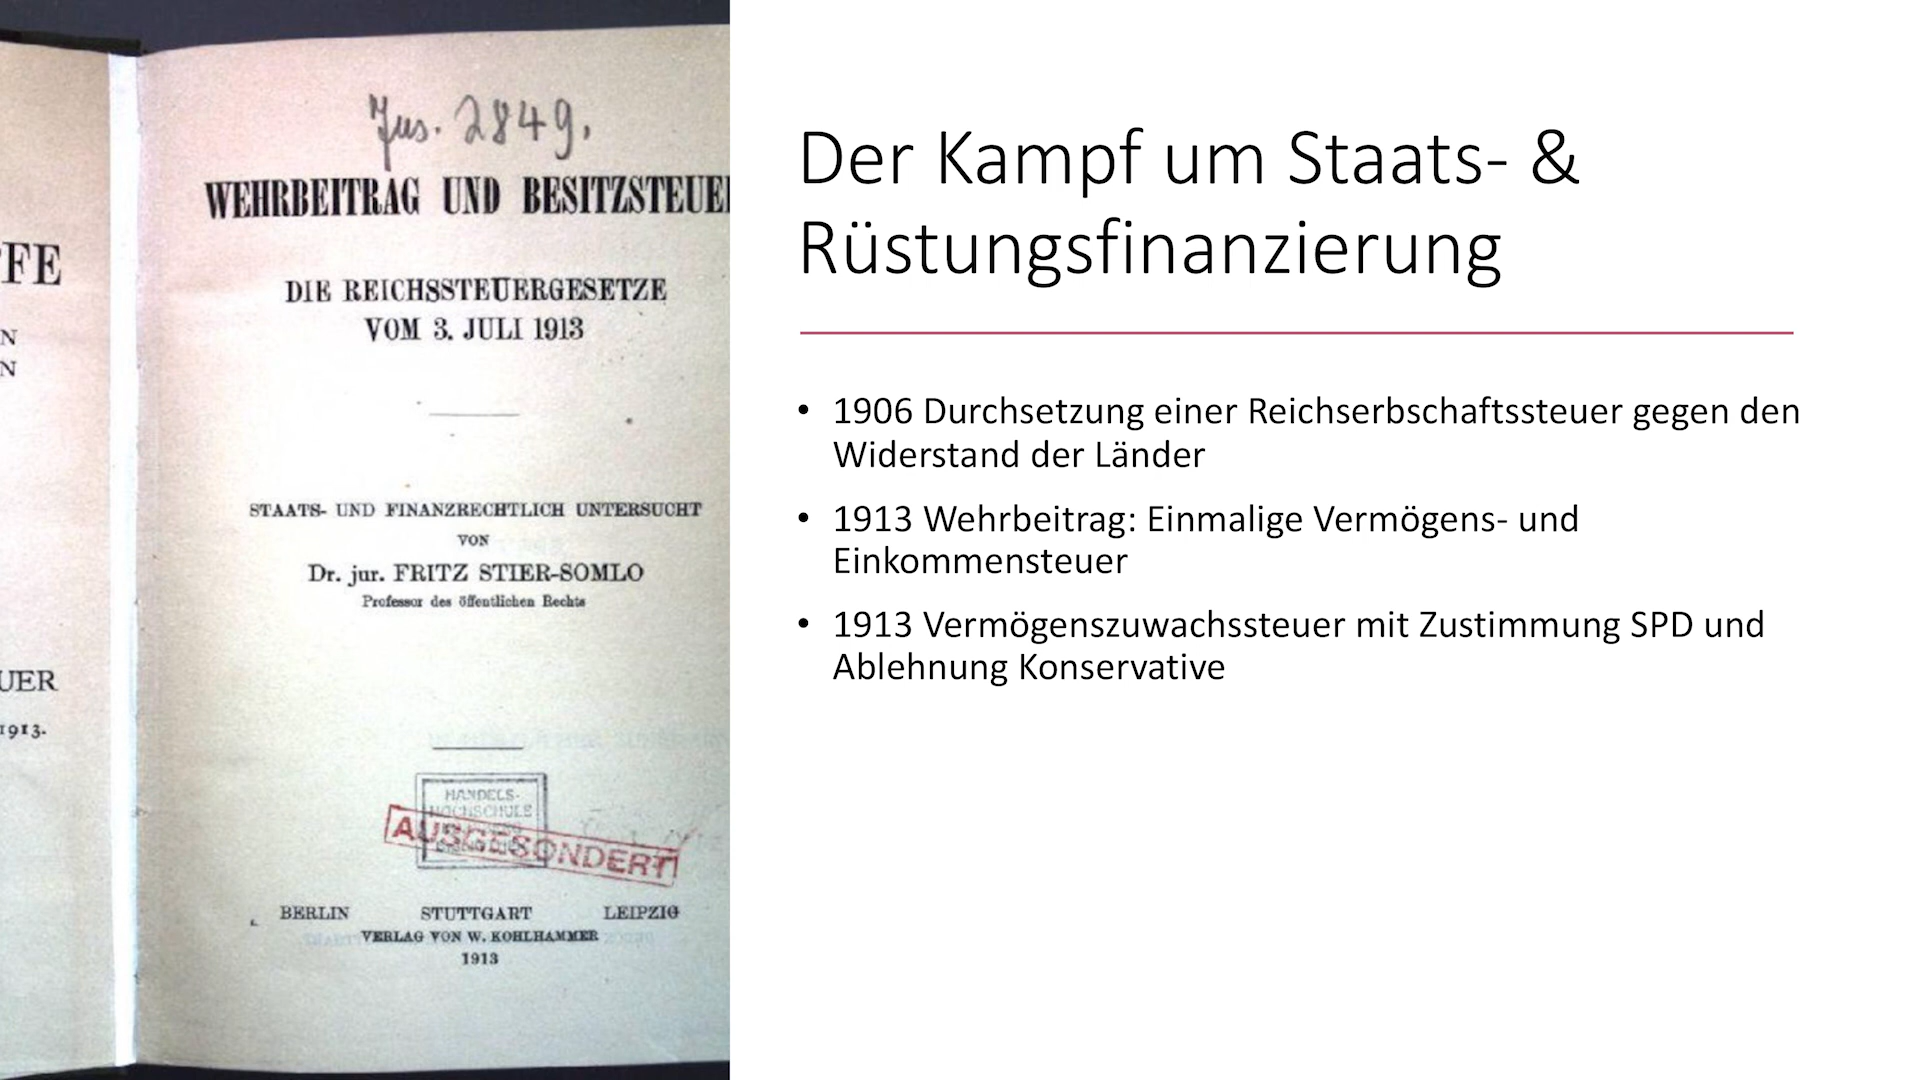 FE
N
N
UER
1913.
Jus. 2849.
WEHRBEITRAG UND BESITZSTEUE
DIE REICHSSTEUERGESETZE
VOM 3. JULI 1913
STAATS- UND FINANZRECHTLICH UNTERSUCHT
VON
Dr. jur. FRITZ STIER-SOMLO
Professor des öffentlichen Rechts
HANDELS-
HOCHSCHULE
AUSGESONDERT
BERLIN STUTTGART LEIPZIG
VERLAG VON W. KOHLHAMMER
1913
Der Kampf um Staats- &
Rüstungsfinanzierung
• 1906 Durchsetzung einer Reichserbschaftssteuer gegen den
Widerstand der Länder
• 1913 Wehrbeitrag: Einmalige Vermögens- und
Einkommensteuer
• 1913 Vermögenszuwachssteuer mit Zustimmung SPD und
Ablehnung Konservative